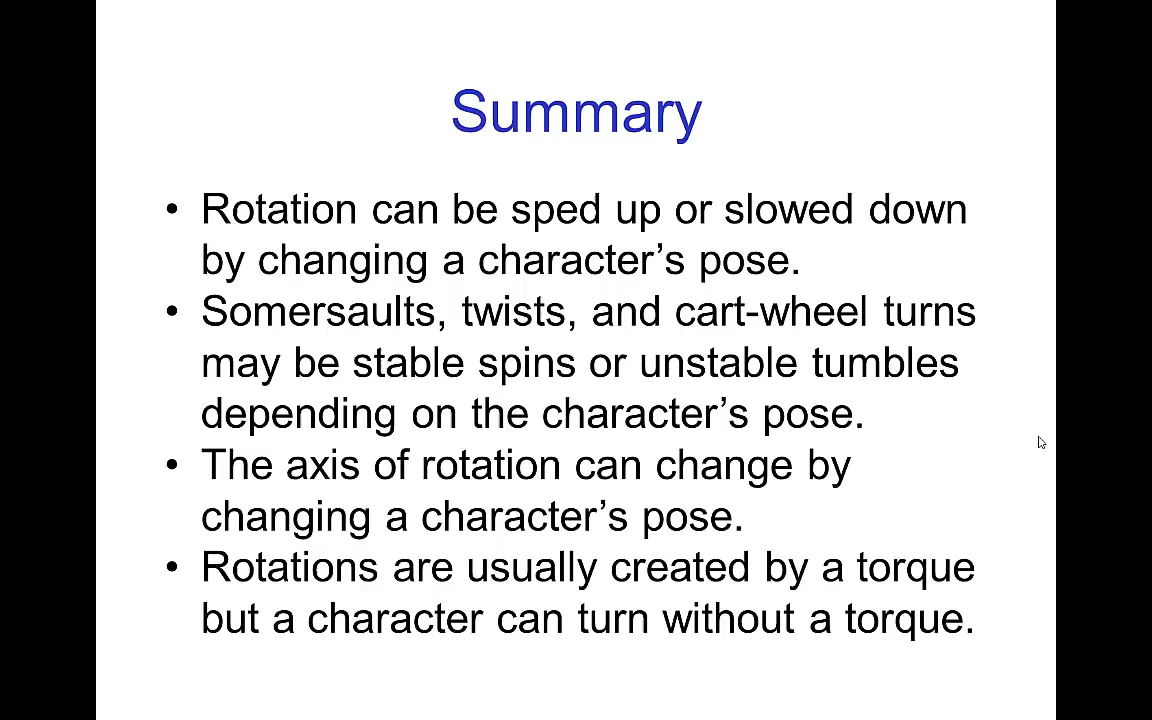 Summary
• Rotation can be sped up or slowed down
by changing a character’s pose.
• Somersaults, twists, and cart-wheel turns
may be stable spins or unstable tumbles
depending on the character’s pose.
• The axis of rotation can change by
changing a character’s pose.
• Rotations are usually created by a torque
but a character can turn without a torque.